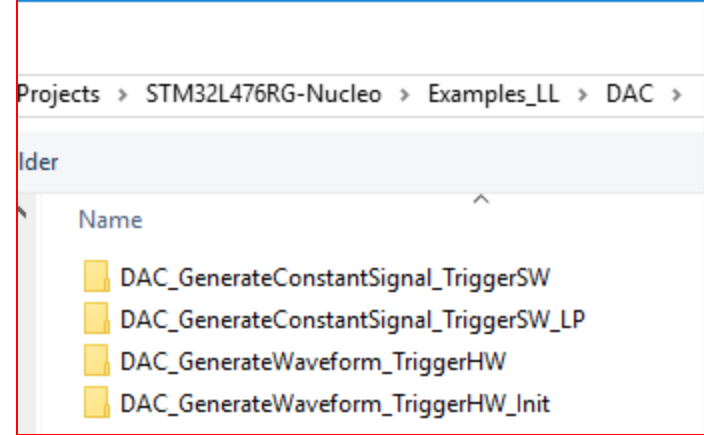 Projects > STM32L476RG-Nucleo > Examples_LL > DAC >
lder
Name
DAC_GenerateConstantSignal_TriggerSW
DAC_GenerateConstantSignal_TriggerSW_LP
DAC_GenerateWaveform_TriggerHW
DAC_GenerateWaveform_TriggerHW_Init